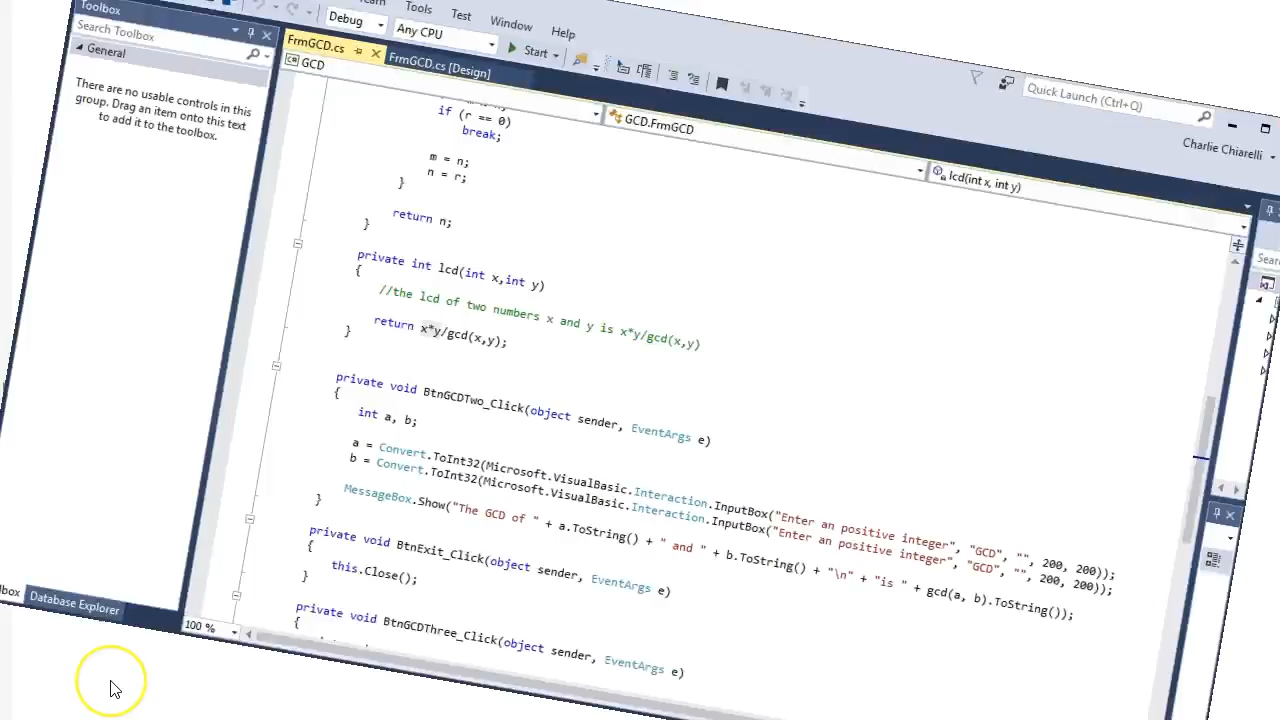 Toolbox
Search Toolbox
General
There are no usable controls in this
group. Drag an item onto this text
to add it to the toolbox.
Tools Test Window Help
Debug Any CPU Start
Quick Launch (Ctrl+Q)
Charlie Chiarelli
FrmGCD.cs FrmGCD.cs [Design]
GCD GCD.FrmGCD lcd(int x, int y)
if (r == 0)
break;
m = n;
n = r;
}
return n;
}
private int lcd(int x,int y)
{
//the lcd of two numbers x and y is x*y/gcd(x,y)
return x*y/gcd(x,y);
}
private void BtnGCDTwo_Click(object sender, EventArgs e)
{
int a, b;
a = Convert.ToInt32(Microsoft.VisualBasic.Interaction.InputBox("Enter an positive integer", "GCD", "", 200, 200));
b = Convert.ToInt32(Microsoft.VisualBasic.Interaction.InputBox("Enter an positive integer", "GCD", "", 200, 200));
MessageBox.Show("The GCD of " + a.ToString() + " and " + b.ToString() + "\n" + "is " + gcd(a, b).ToString());
}
private void BtnExit_Click(object sender, EventArgs e)
{
this.Close();
}
private void BtnGCDThree_Click(object sender, EventArgs e)
{
100 %
Database Explorer